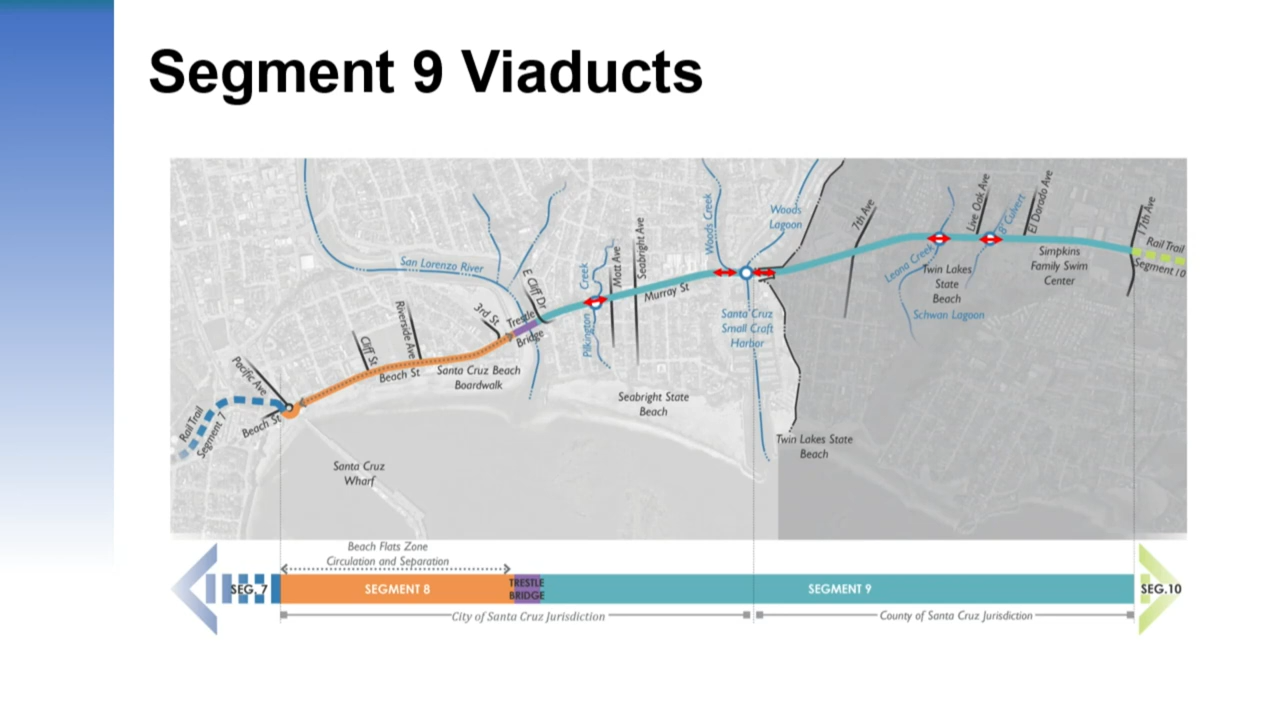 Segment 9 Viaducts
San Lorenzo River
Woods Creek
Woods
Lagoon
7th Ave
Live Oak Ave
8' Culvert
El Dorado Ave
17th Ave
Rail Trail
Segment 10
Simpkins
Family Swim
Center
Leona Creek
Twin Lakes
State
Beach
Schwan Lagoon
E Cliff Dr
Pilkington Creek
Mott Ave
Seabright Ave
Murray St
Santa Cruz
Small Craft
Harbor
3rd St
Trestle
Bridge
Riverside Ave
Cliff St
Beach St
Santa Cruz Beach
Boardwalk
Pacific Ave
Beach St
Rail Trail
Segment 7
Seabright State
Beach
Twin Lakes State
Beach
Santa Cruz
Wharf
Beach Flats Zone
Circulation and Separation
SEG. 7
SEGMENT 8
TRESTLE
BRIDGE
SEGMENT 9
SEG.10
City of Santa Cruz Jurisdiction
County of Santa Cruz Jurisdiction